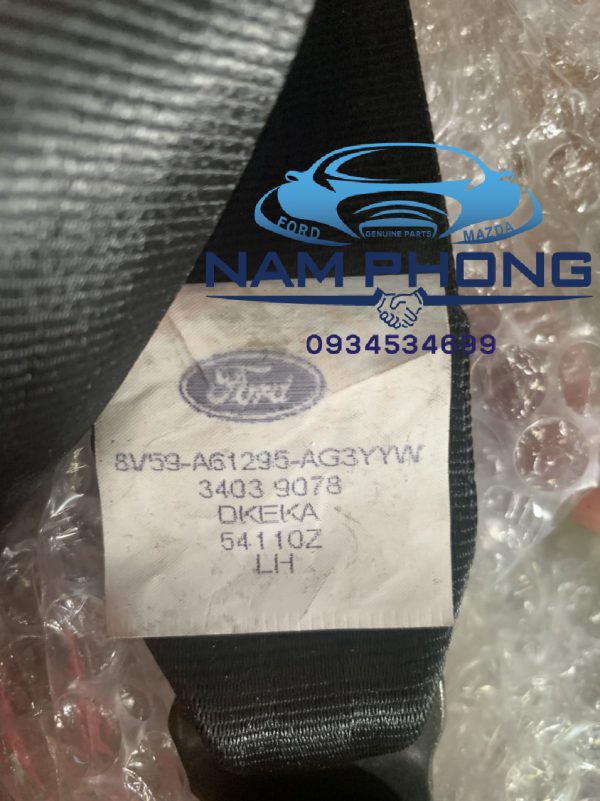 FORD
GENUINE PARTS
MAZDA
NAM PHONG
0934534699
Ford
8V59-A61295-AG3YYW
3403 9078
DKEKA
54110Z
LH